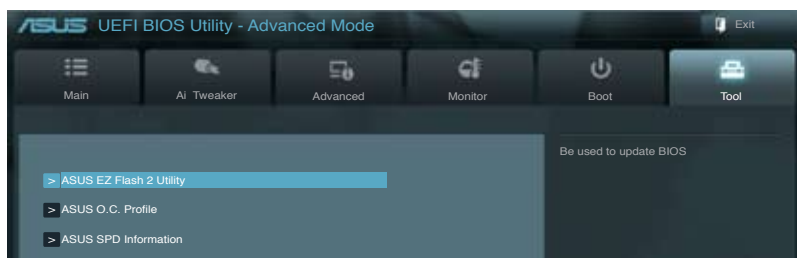 ASUS UEFI BIOS Utility - Advanced Mode
Exit
Main
Ai Tweaker
Advanced
Monitor
Boot
Tool
Be used to update BIOS
> ASUS EZ Flash 2 Utility
> ASUS O.C. Profile
> ASUS SPD Information